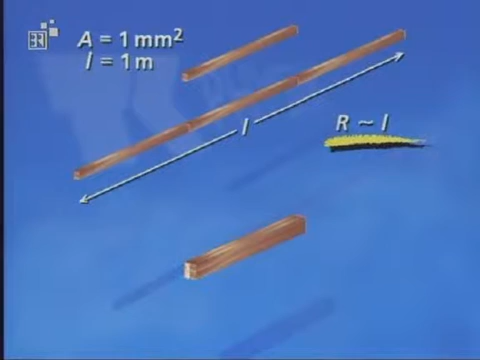 A = 1 mm²
l = 1 m
l
R ~ l